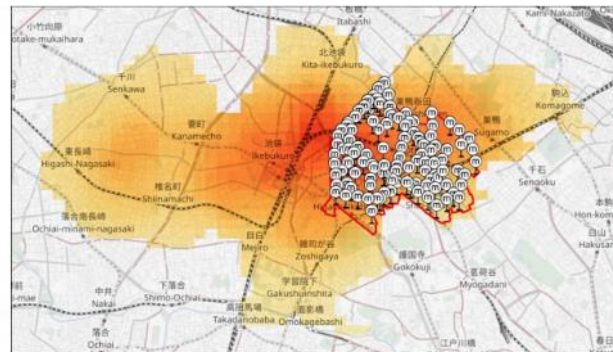 小竹向原
板橋
Itabashi
Kami-Nakazato
北池袋
Kita-ikebukuro
千川
Senkawa
巣鴨新田
駒込
Komagome
要町
Kanamecho
巣鴨
Sugamo
池袋
Ikebukuro
東長崎
Higashi-Nagasaki
千石
Sengoku
椎名町
Shiinamachi
落合南長崎
Ochiai-minami-nagasaki
目白
Mejiro
雑司が谷
Zoshigaya
護国寺
Gokokuji
白山
Hakusan
茗荷谷
Myogadani
学習院下
Gakushuinshita
中井
Nakai
下落合
Shimo-Ochiai
高田馬場
Takadanobaba
面影橋
Omokagebashi
落合
Ochiai
江戸川橋